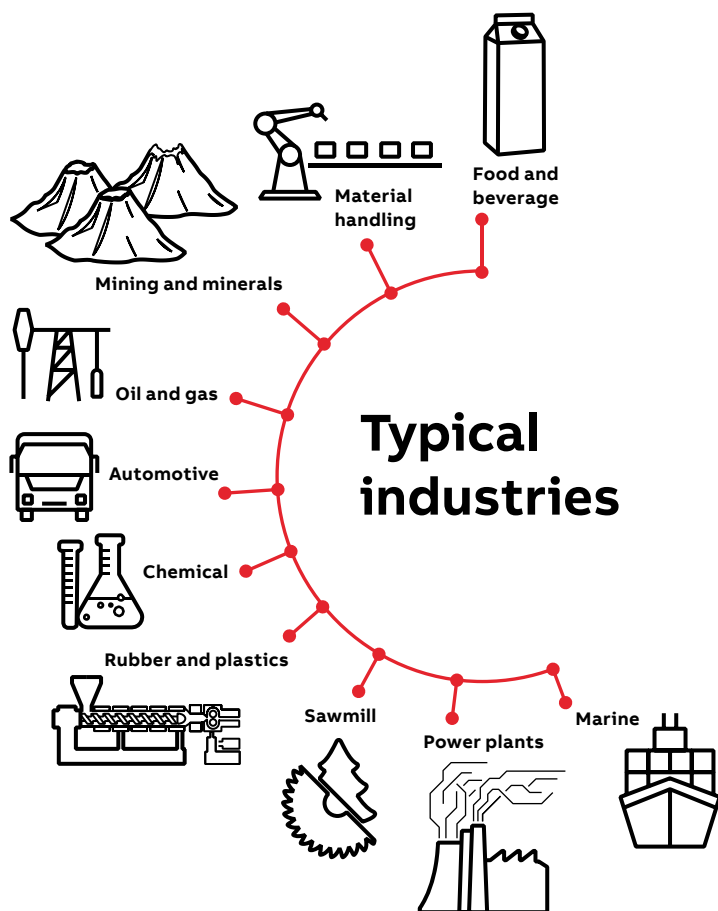 Food and
beverage
Material
handling
Mining and minerals
Oil and gas
Automotive
Typical
industries
Chemical
Rubber and plastics
Sawmill
Power plants
Marine